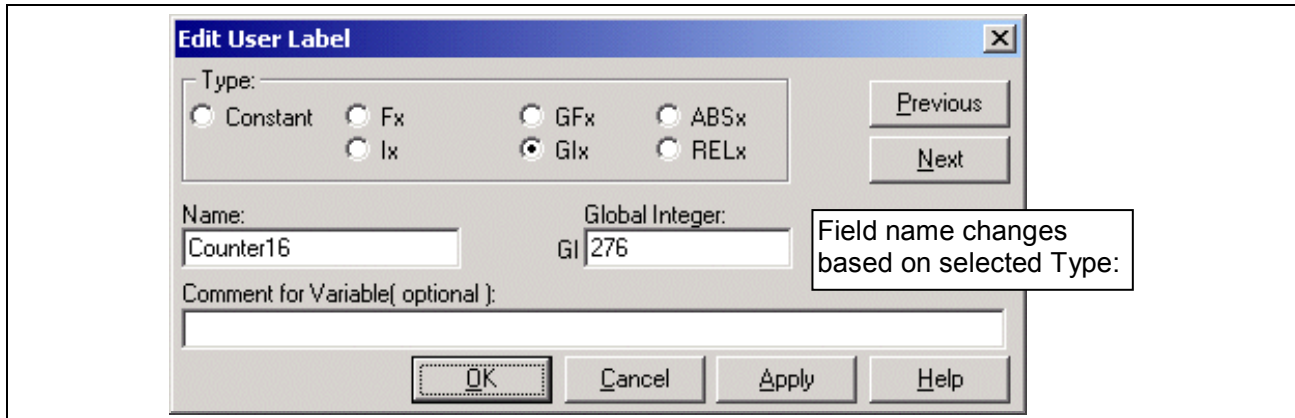 Edit User Label
Type:
Constant Fx GFx ABSx
Ix GIx RELx
Previous
Next
Name: Global Integer:
Counter16 GI 276
Field name changes
based on selected Type:
Comment for Variable( optional ):
OK Cancel Apply Help